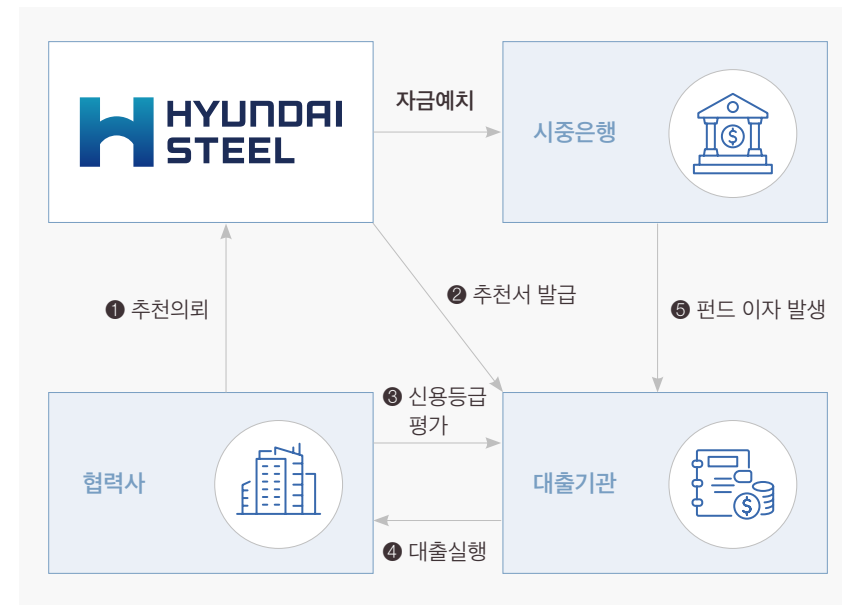 HYUNDAI
STEEL
자금예치
시중은행
❶ 추천의뢰
❷ 추천서 발급
❺ 펀드 이자 발생
협력사
❸ 신용등급
평가
❹ 대출실행
대출기관